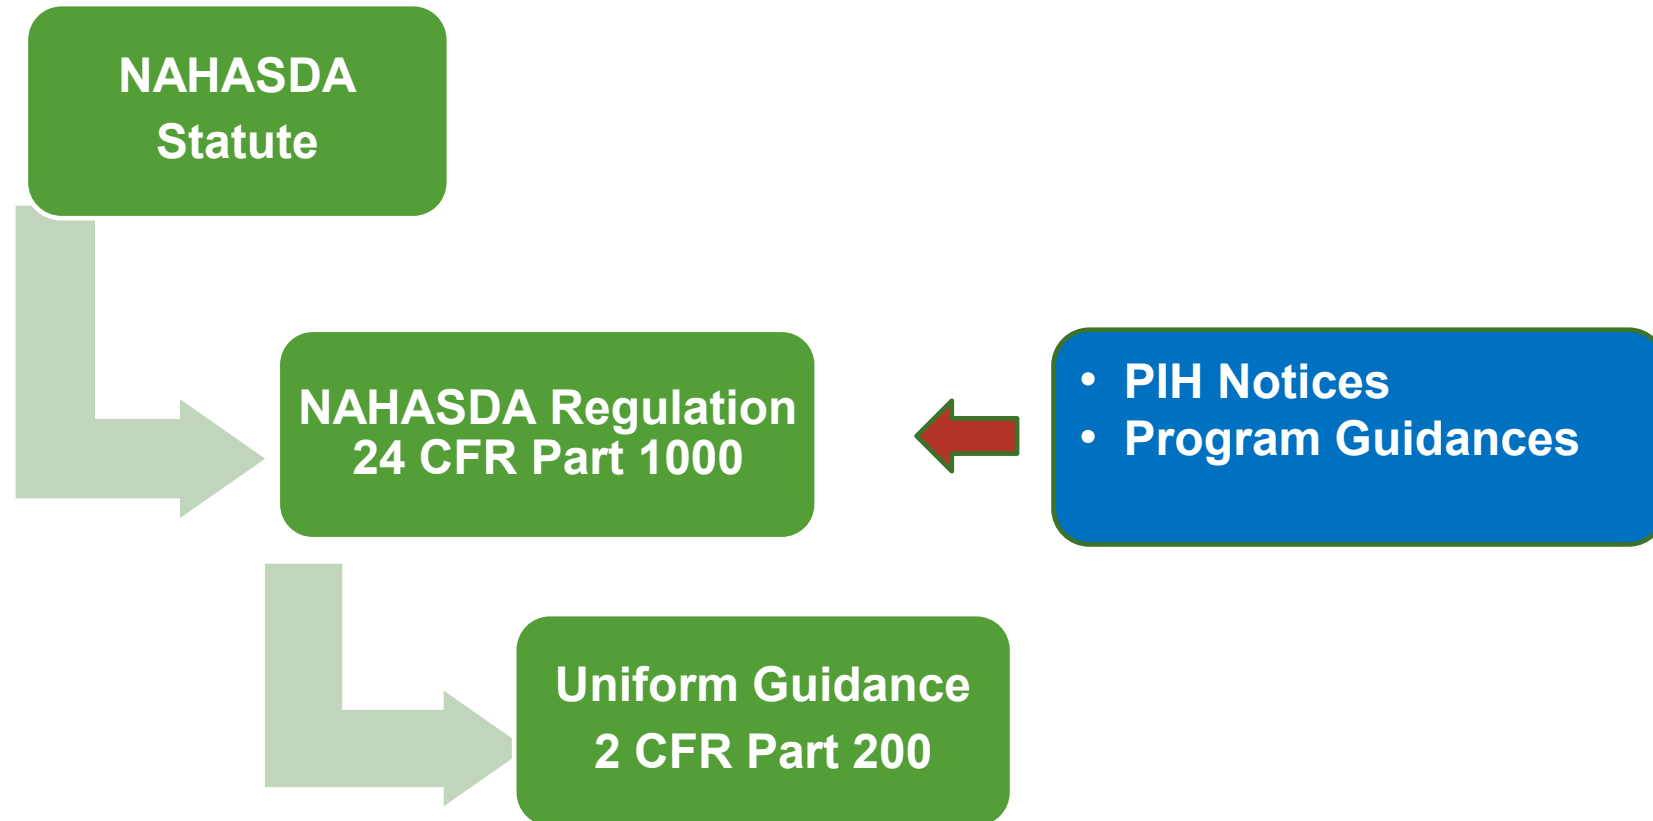 NAHASDA
Statute
NAHASDA Regulation
24 CFR Part 1000
• PIH Notices
• Program Guidances
Uniform Guidance
2 CFR Part 200